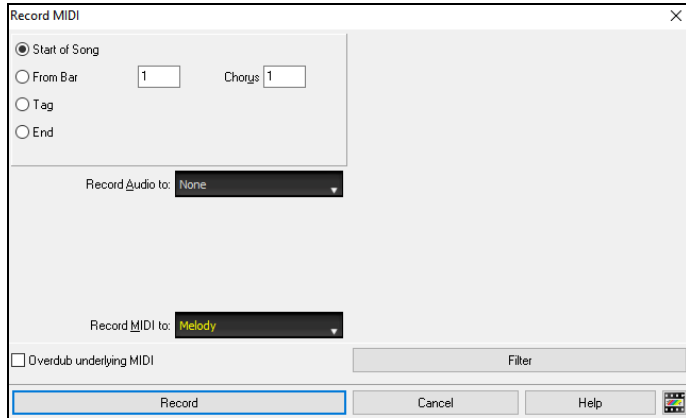 Record MIDI
Start of Song
From Bar 1 Chorus 1
Tag
End
Record Audio to: None
Record MIDI to: Melody
Overdub underlying MIDI Filter
Record Cancel Help